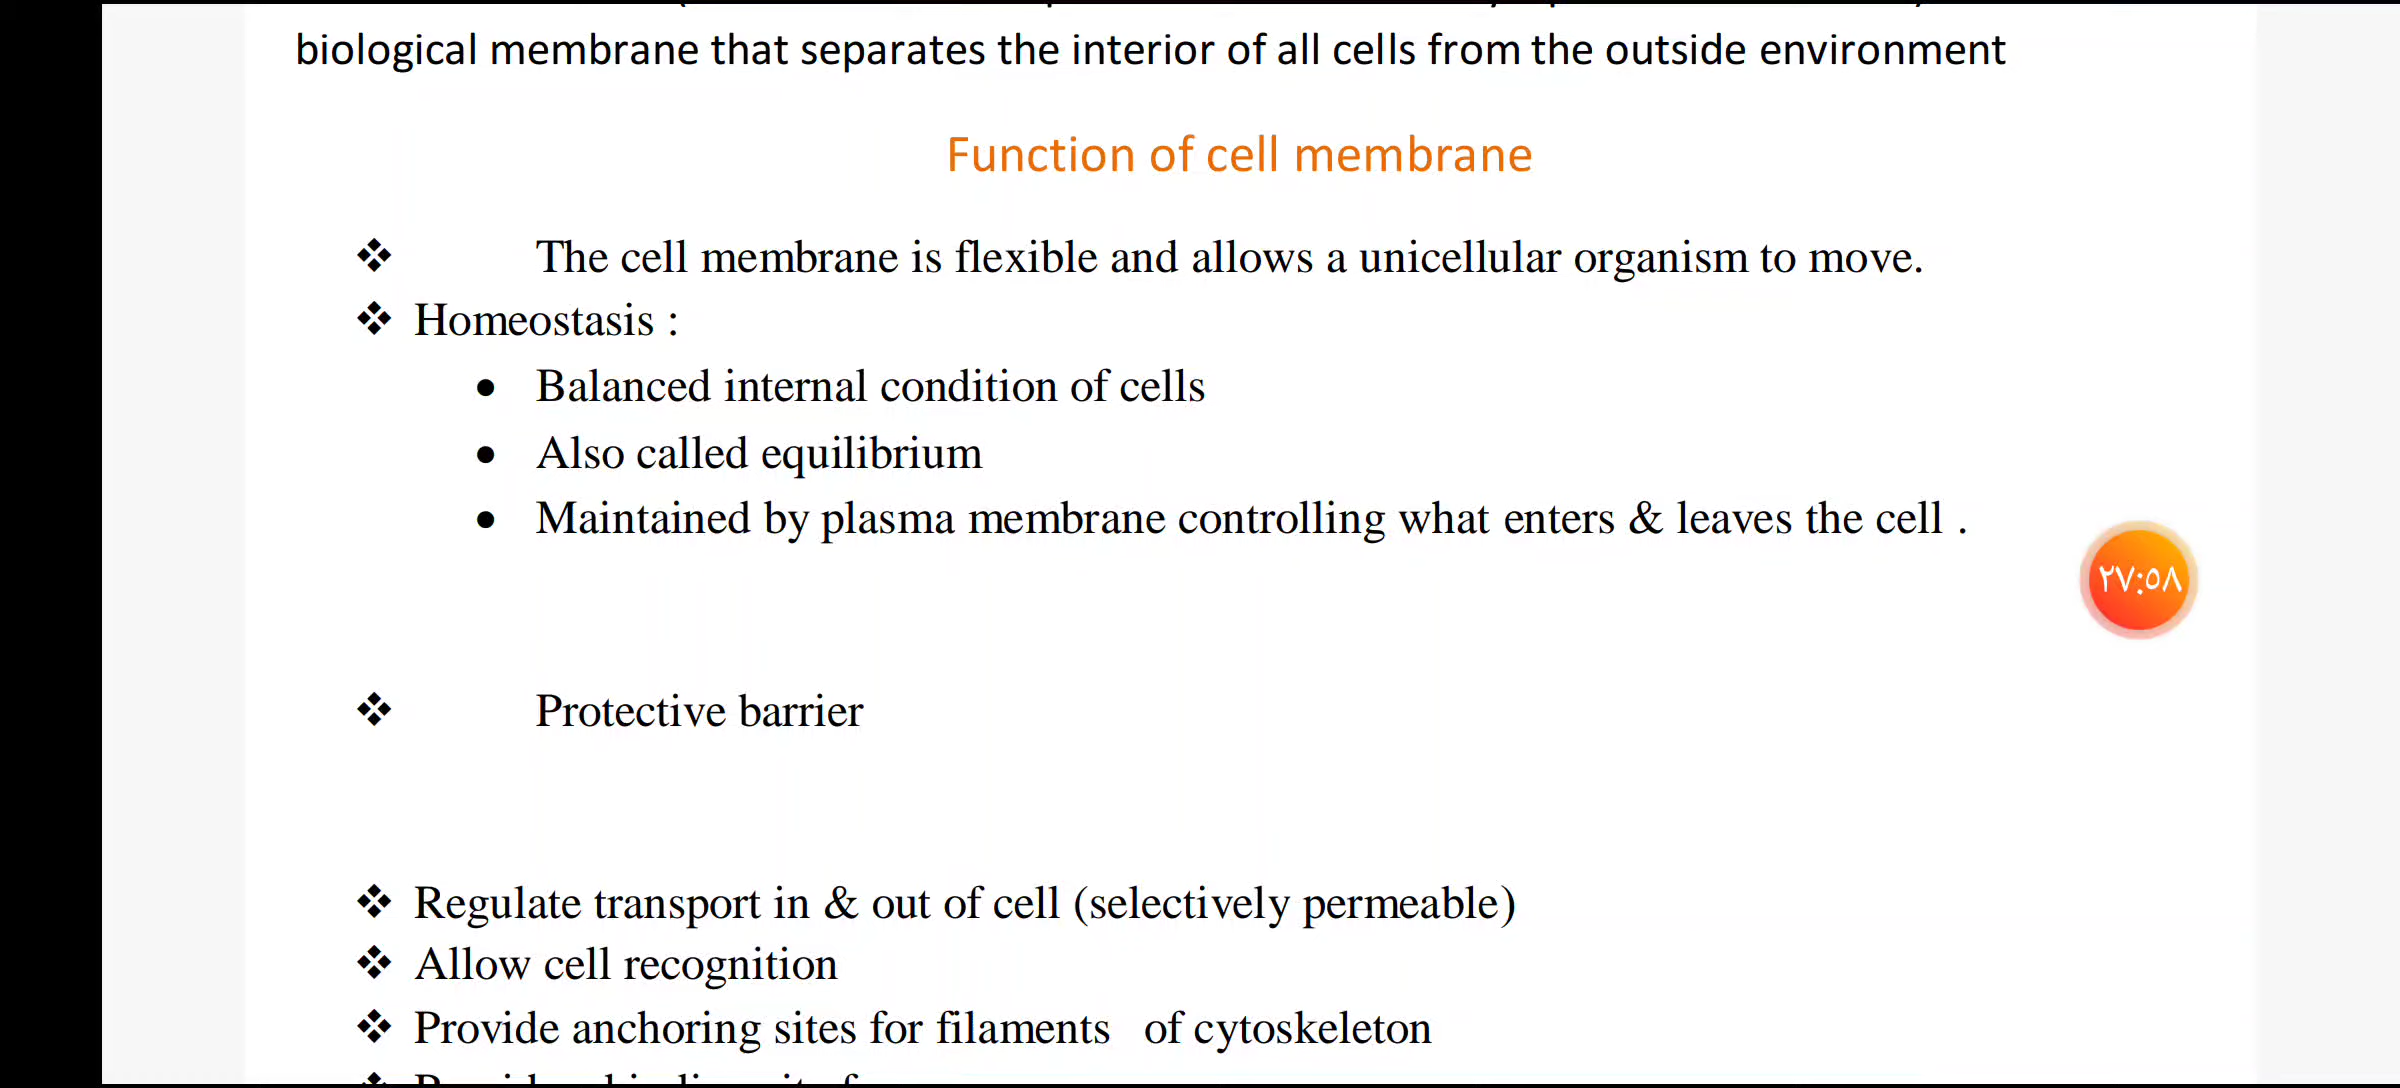 biological membrane that separates the interior of all cells from the outside environment
Function of cell membrane
❖ The cell membrane is flexible and allows a unicellular organism to move.
❖ Homeostasis :
• Balanced internal condition of cells
• Also called equilibrium
• Maintained by plasma membrane controlling what enters & leaves the cell .
٢٧:٥٨
❖ Protective barrier
❖ Regulate transport in & out of cell (selectively permeable)
❖ Allow cell recognition
❖ Provide anchoring sites for filaments of cytoskeleton